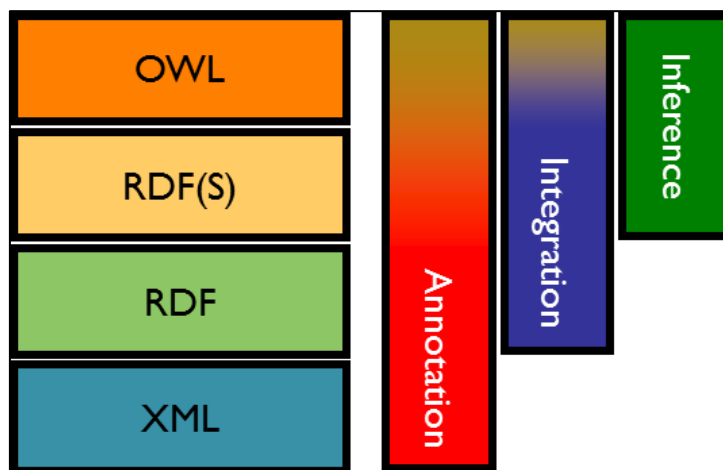 OWL
RDF(S)
RDF
XML
Annotation
Integration
Inference